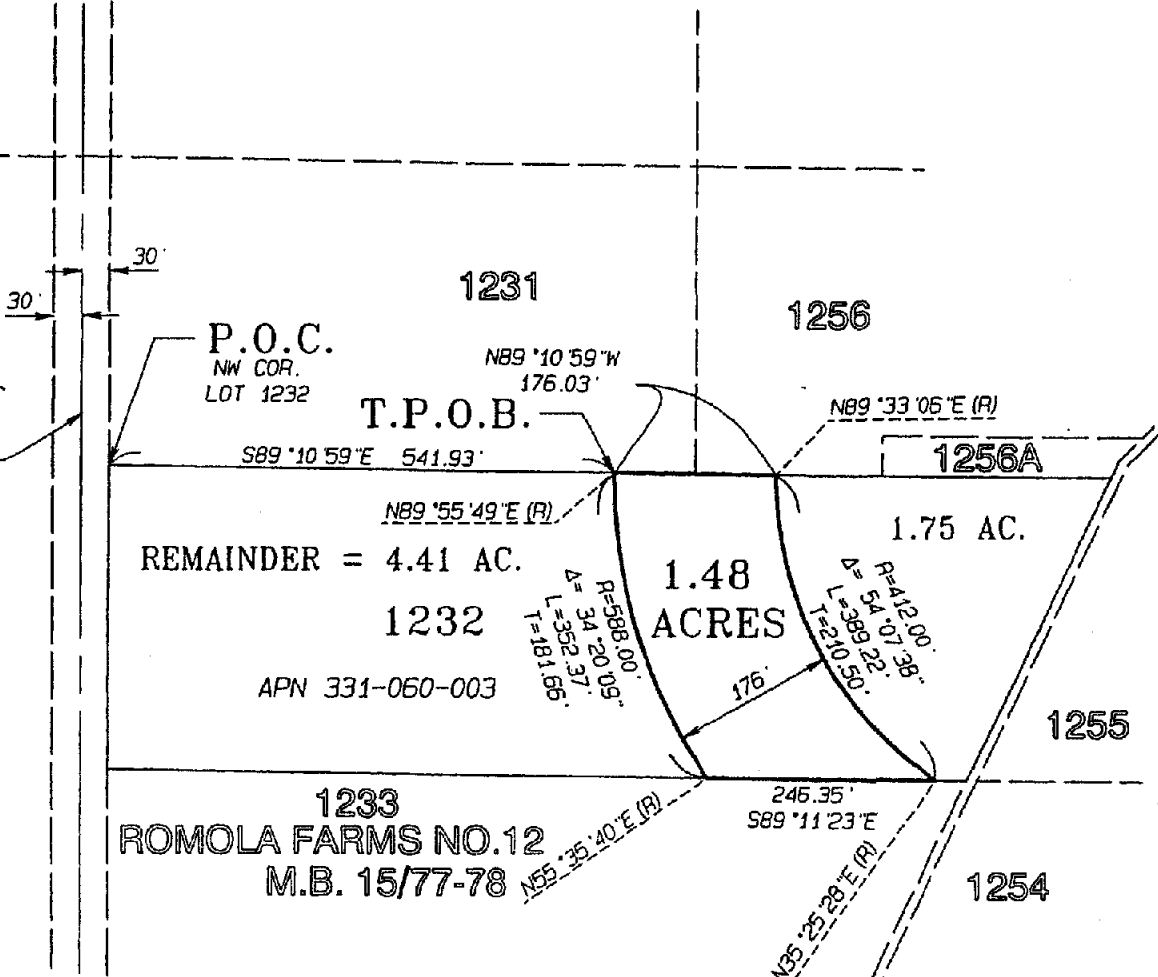 30'
30'
1231
1256
P.O.C.
NW COR.
LOT 1232
N89°10'59"W
176.03'
T.P.O.B.
N89°33'06"E (R)
S89°10'59"E 541.93'
1256A
N89°55'49"E (R)
1.75 AC.
REMAINDER = 4.41 AC.
1232
APN 331-060-003
R=588.00'
Δ= 34°20'09"
L=352.37'
T=181.66'
1.48
ACRES
R=412.00'
Δ= 54°07'38"
L=389.22'
T=210.50'
176'
1255
1233
ROMOLA FARMS NO.12
M.B. 15/77-78
N55°35'40"E (R)
246.35'
S89°11'23"E
N35°25'28"E (R)
1254